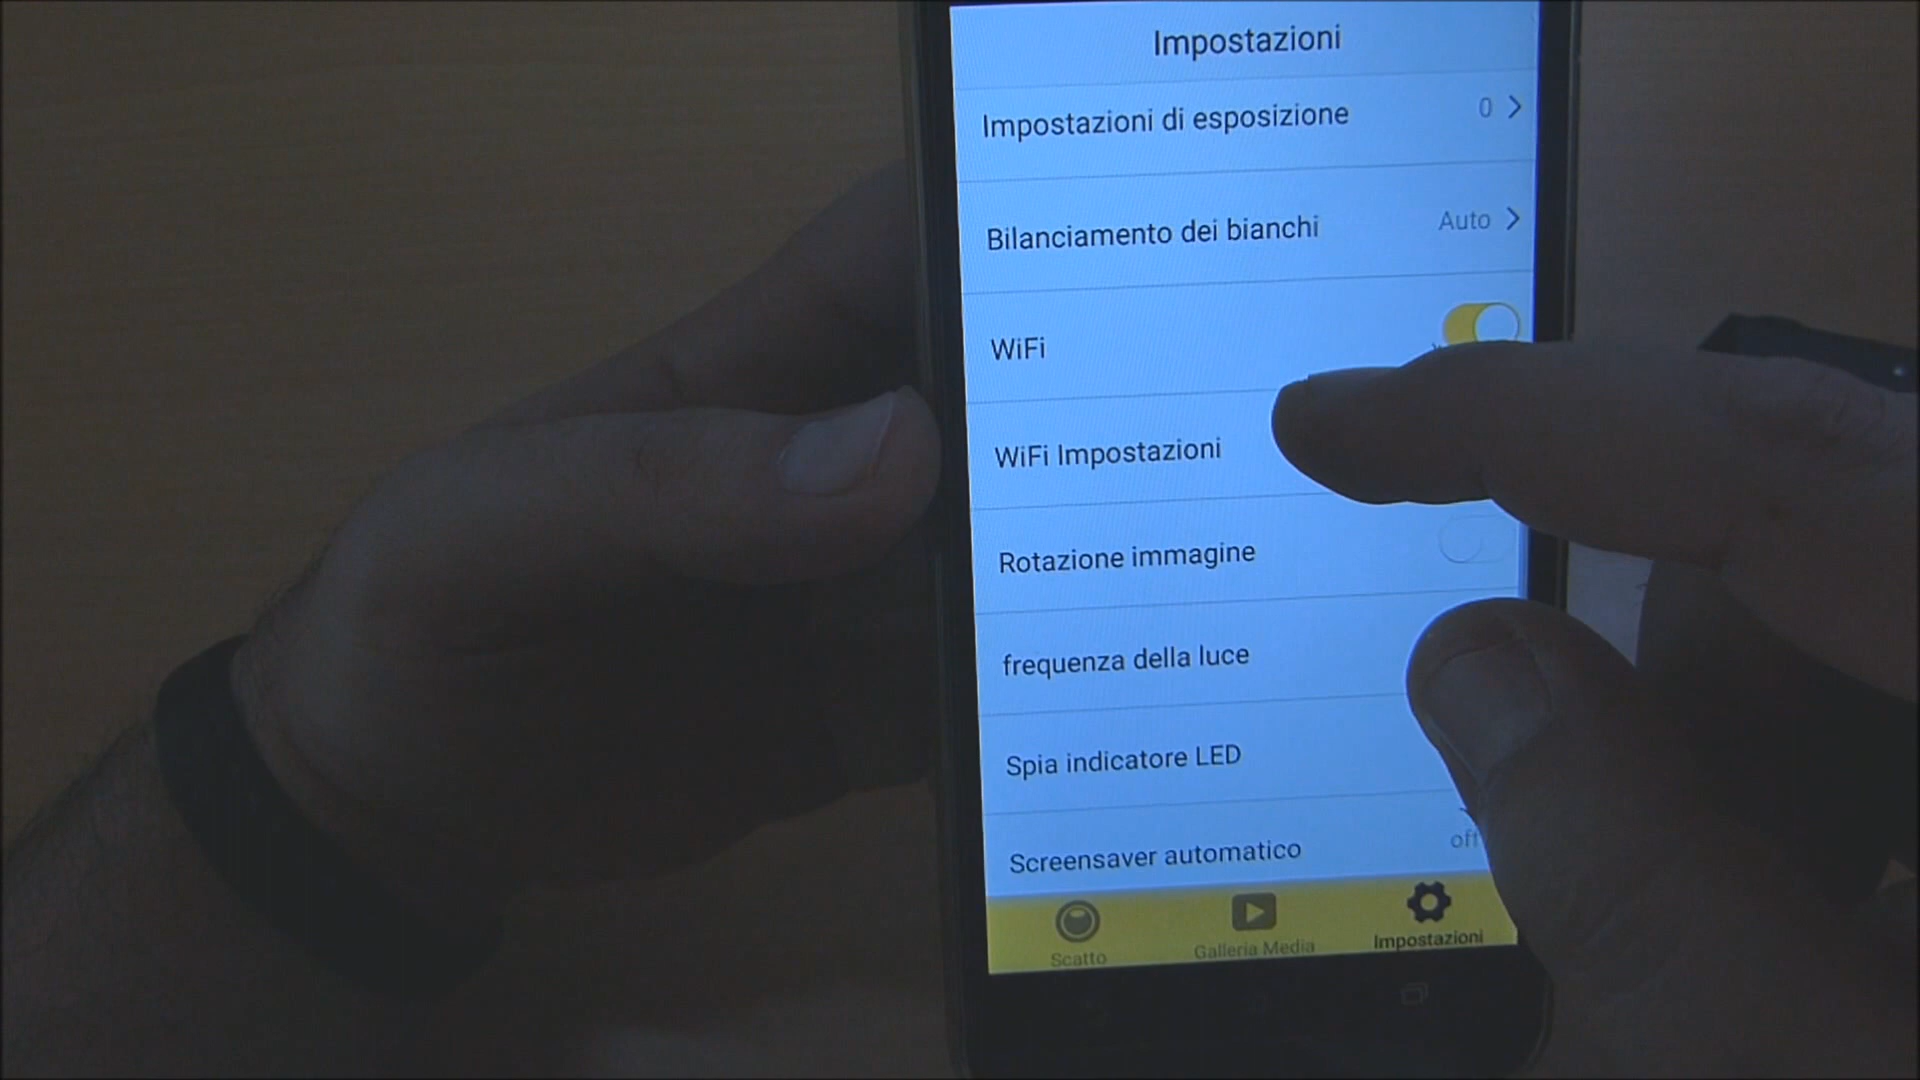 Impostazioni
Impostazioni di esposizione 0
Bilanciamento dei bianchi Auto
WiFi
WiFi Impostazioni
Rotazione immagine
frequenza della luce
Spia indicatore LED
Screensaver automatico off
Scatto Galleria Media Impostazioni